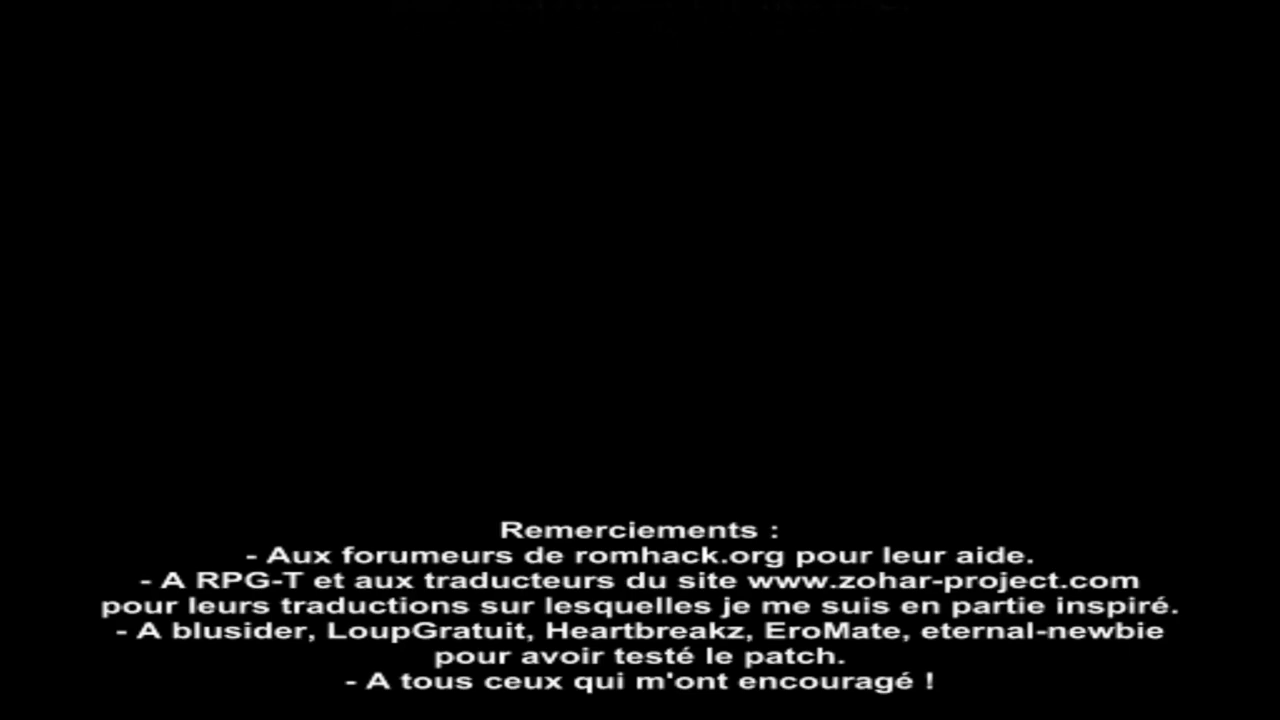 Remerciements :
- Aux forumeurs de romhack.org pour leur aide.
- A RPG-T et aux traducteurs du site www.zohar-project.com
pour leurs traductions sur lesquelles je me suis en partie inspiré.
- A blusider, LoupGratuit, Heartbreakz, EroMate, eternal-newbie
pour avoir testé le patch.
- A tous ceux qui m'ont encouragé !